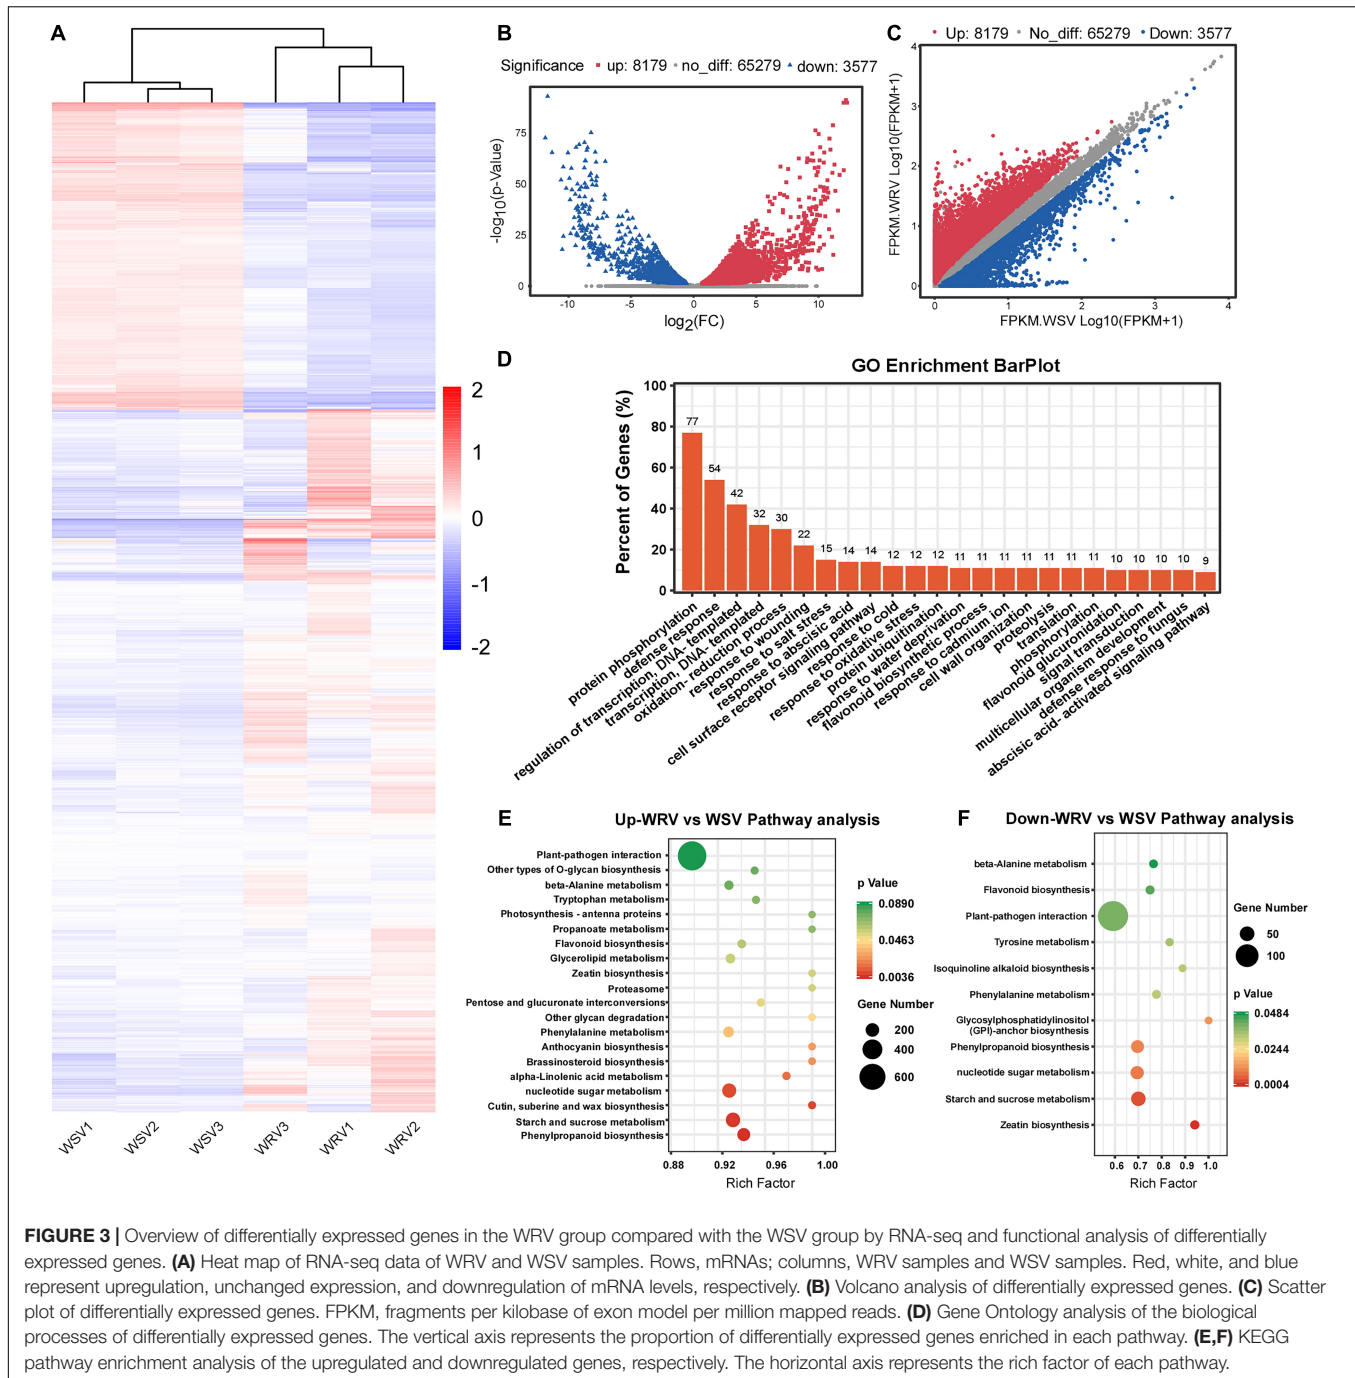 A
2
1
0
-1
-2
WSV1
WSV2
WSV3
WRV3
WRV1
WRV2
B
Significance up: 8179 no_diff: 65279 down: 3577
-log10(p-Value)
75
50
25
0
-10 -5 0 5 10
log2(FC)
C
Up: 8179 No_diff: 65279 Down: 3577
FPKM.WRV Log10(FPKM+1)
4
3
2
1
0
0 1 2 3 4
FPKM.WSV Log10(FPKM+1)
D
GO Enrichment BarPlot
Percent of Genes (%)
100
80
60
40
20
0
77 54 42 32 30 22 15 14 14 12 12 12 11 11 11 11 11 11 11 10 10 10 10 9
protein phosphorylation
defense response
regulation of transcription, DNA-templated
transcription, DNA-templated
oxidation- reduction process
response to wounding
response to salt stress
response to abscisic acid
cell surface receptor signaling pathway
response to cold
response to oxidative stress
protein ubiquitination
response to water deprivation
flavonoid biosynthetic process
response to cadmium ion
cell wall organization
proteolysis
translation
phosphorylation
flavonoid glucuronidation
signal transduction
multicellular organism development
defense response to fungus
abscisic acid- activated signaling pathway
E
Up-WRV vs WSV Pathway analysis
Plant-pathogen interaction
Other types of O-glycan biosynthesis
beta-Alanine metabolism
Tryptophan metabolism
Photosynthesis - antenna proteins
Propanoate metabolism
Flavonoid biosynthesis
Glycerolipid metabolism
Zeatin biosynthesis
Proteasome
Pentose and glucuronate interconversions
Other glycan degradation
Phenylalanine metabolism
Anthocyanin biosynthesis
Brassinosteroid biosynthesis
alpha-Linolenic acid metabolism
nucleotide sugar metabolism
Cutin, suberine and wax biosynthesis
Starch and sucrose metabolism
Phenylpropanoid biosynthesis
0.88 0.92 0.96 1.00
Rich Factor
p Value
0.0890
0.0463
0.0036
Gene Number
200
400
600
F
Down-WRV vs WSV Pathway analysis
beta-Alanine metabolism
Flavonoid biosynthesis
Plant-pathogen interaction
Tyrosine metabolism
Isoquinoline alkaloid biosynthesis
Phenylalanine metabolism
Glycosylphosphatidylinositol
(GPI)-anchor biosynthesis
Phenylpropanoid biosynthesis
nucleotide sugar metabolism
Starch and sucrose metabolism
Zeatin biosynthesis
0.6 0.7 0.8 0.9 1.0
Rich Factor
Gene Number
50
100
p Value
0.0484
0.0244
0.0004
FIGURE 3 | Overview of differentially expressed genes in the WRV group compared with the WSV group by RNA-seq and functional analysis of differentially
expressed genes. (A) Heat map of RNA-seq data of WRV and WSV samples. Rows, mRNAs; columns, WRV samples and WSV samples. Red, white, and blue
represent upregulation, unchanged expression, and downregulation of mRNA levels, respectively. (B) Volcano analysis of differentially expressed genes. (C) Scatter
plot of differentially expressed genes. FPKM, fragments per kilobase of exon model per million mapped reads. (D) Gene Ontology analysis of the biological
processes of differentially expressed genes. The vertical axis represents the proportion of differentially expressed genes enriched in each pathway. (E,F) KEGG
pathway enrichment analysis of the upregulated and downregulated genes, respectively. The horizontal axis represents the rich factor of each pathway.